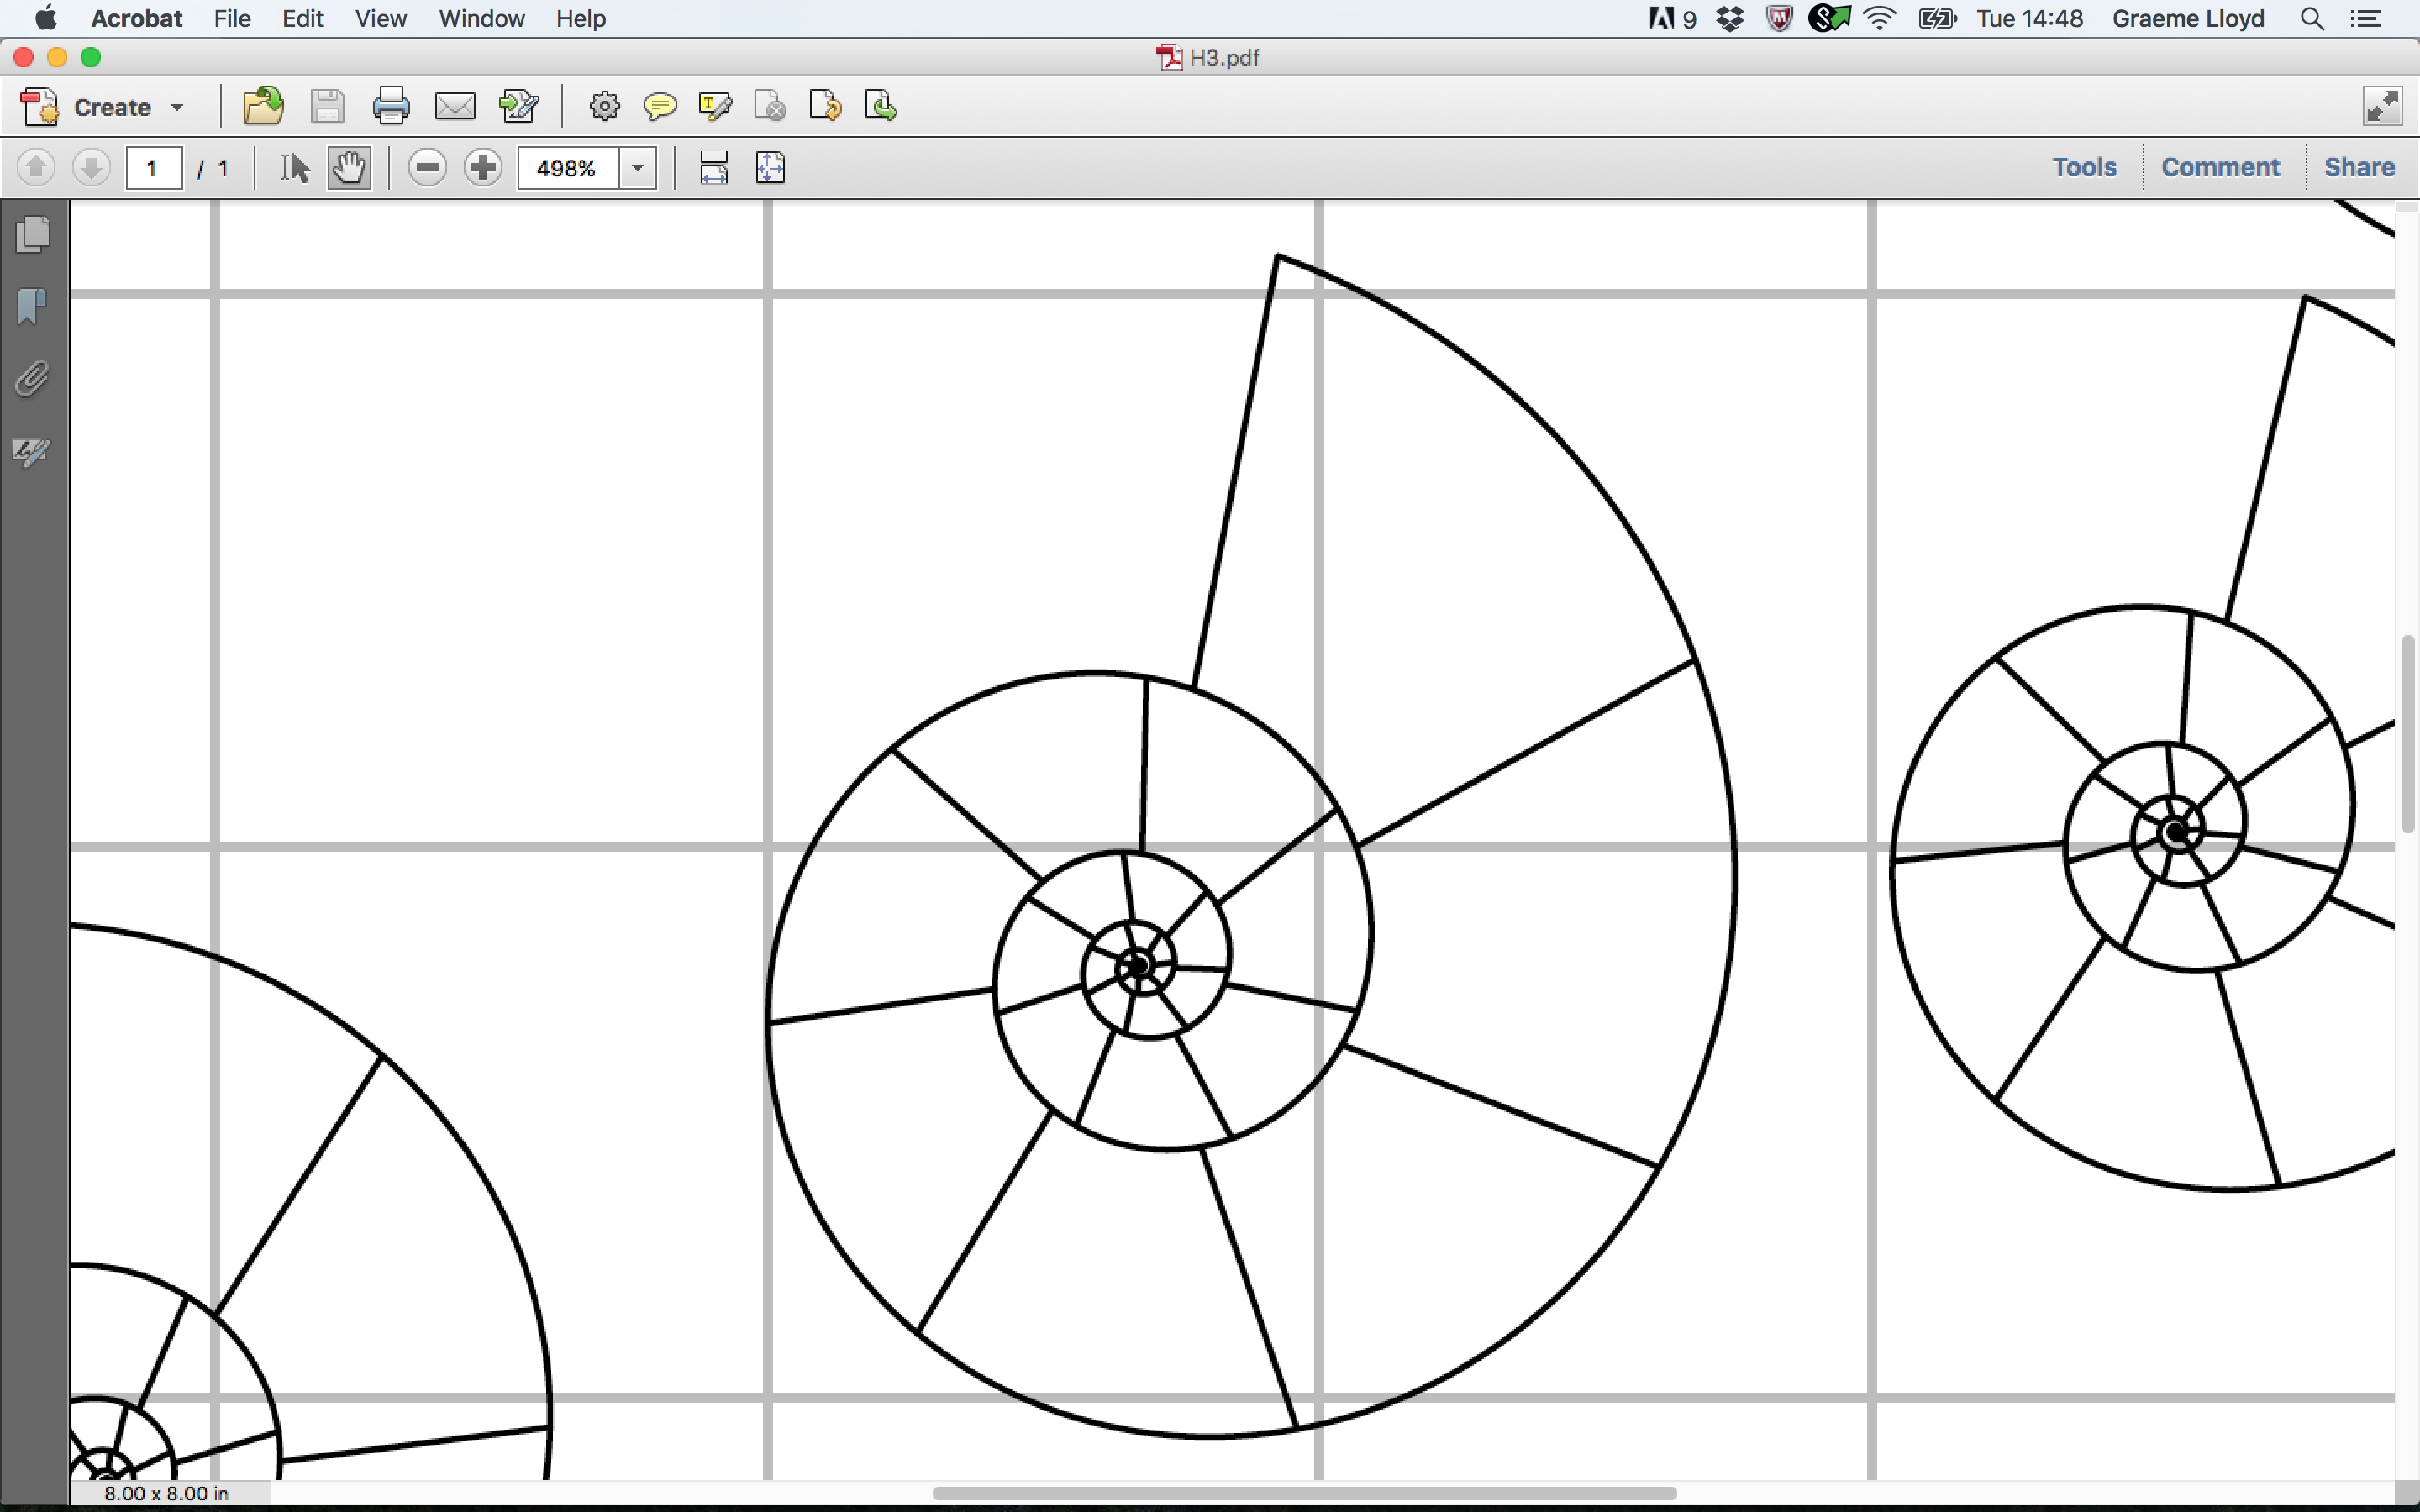 Acrobat File Edit View Window Help 9 Tue 14:48 Graeme Lloyd
H3.pdf
Create
1 / 1 498% Tools Comment Share
8.00 x 8.00 in